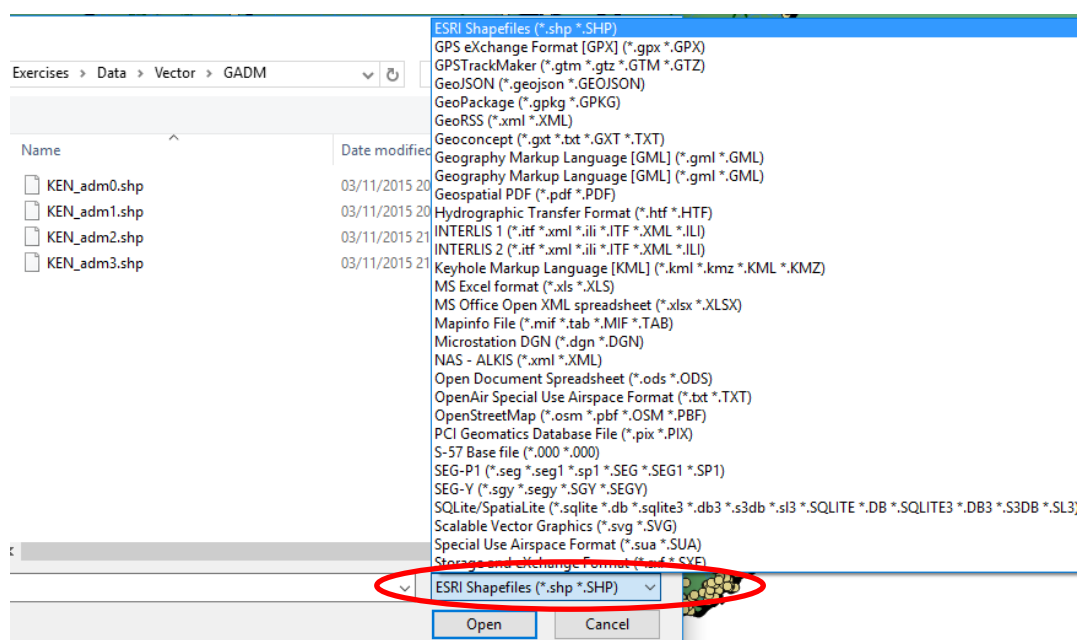 Exercises > Data > Vector > GADM
Name
Date modified
KEN_adm0.shp 03/11/2015 20
KEN_adm1.shp 03/11/2015 20
KEN_adm2.shp 03/11/2015 21
KEN_adm3.shp 03/11/2015 21
ESRI Shapefiles (*.shp *.SHP)
GPS eXchange Format [GPX] (*.gpx *.GPX)
GPSTrackMaker (*.gtm *.gtz *.GTM *.GTZ)
GeoJSON (*.geojson *.GEOJSON)
GeoPackage (*.gpkg *.GPKG)
GeoRSS (*.xml *.XML)
Geoconcept (*.gxt *.txt *.GXT *.TXT)
Geography Markup Language [GML] (*.gml *.GML)
Geography Markup Language [GML] (*.gml *.GML)
Geospatial PDF (*.pdf *.PDF)
Hydrographic Transfer Format (*.htf *.HTF)
INTERLIS 1 (*.itf *.xml *.ili *.ITF *.XML *.ILI)
INTERLIS 2 (*.itf *.xml *.ili *.ITF *.XML *.ILI)
Keyhole Markup Language [KML] (*.kml *.kmz *.KML *.KMZ)
MS Excel format (*.xls *.XLS)
MS Office Open XML spreadsheet (*.xlsx *.XLSX)
Mapinfo File (*.mif *.tab *.MIF *.TAB)
Microstation DGN (*.dgn *.DGN)
NAS - ALKIS (*.xml *.XML)
Open Document Spreadsheet (*.ods *.ODS)
OpenAir Special Use Airspace Format (*.txt *.TXT)
OpenStreetMap (*.osm *.pbf *.OSM *.PBF)
PCI Geomatics Database File (*.pix *.PIX)
S-57 Base file (*.000 *.000)
SEG-P1 (*.seg *.seg1 *.sp1 *.SEG *.SEG1 *.SP1)
SEG-Y (*.sgy *.segy *.SGY *.SEGY)
SQLite/SpatiaLite (*.sqlite *.db *.sqlite3 *.db3 *.s3db *.sl3 *.SQLITE *.DB *.SQLITE3 *.DB3 *.S3DB *.SL3)
Scalable Vector Graphics (*.svg *.SVG)
Special Use Airspace Format (*.sua *.SUA)
Storage and eXchange Format (*.sxf *.SXF)
ESRI Shapefiles (*.shp *.SHP)
Open
Cancel